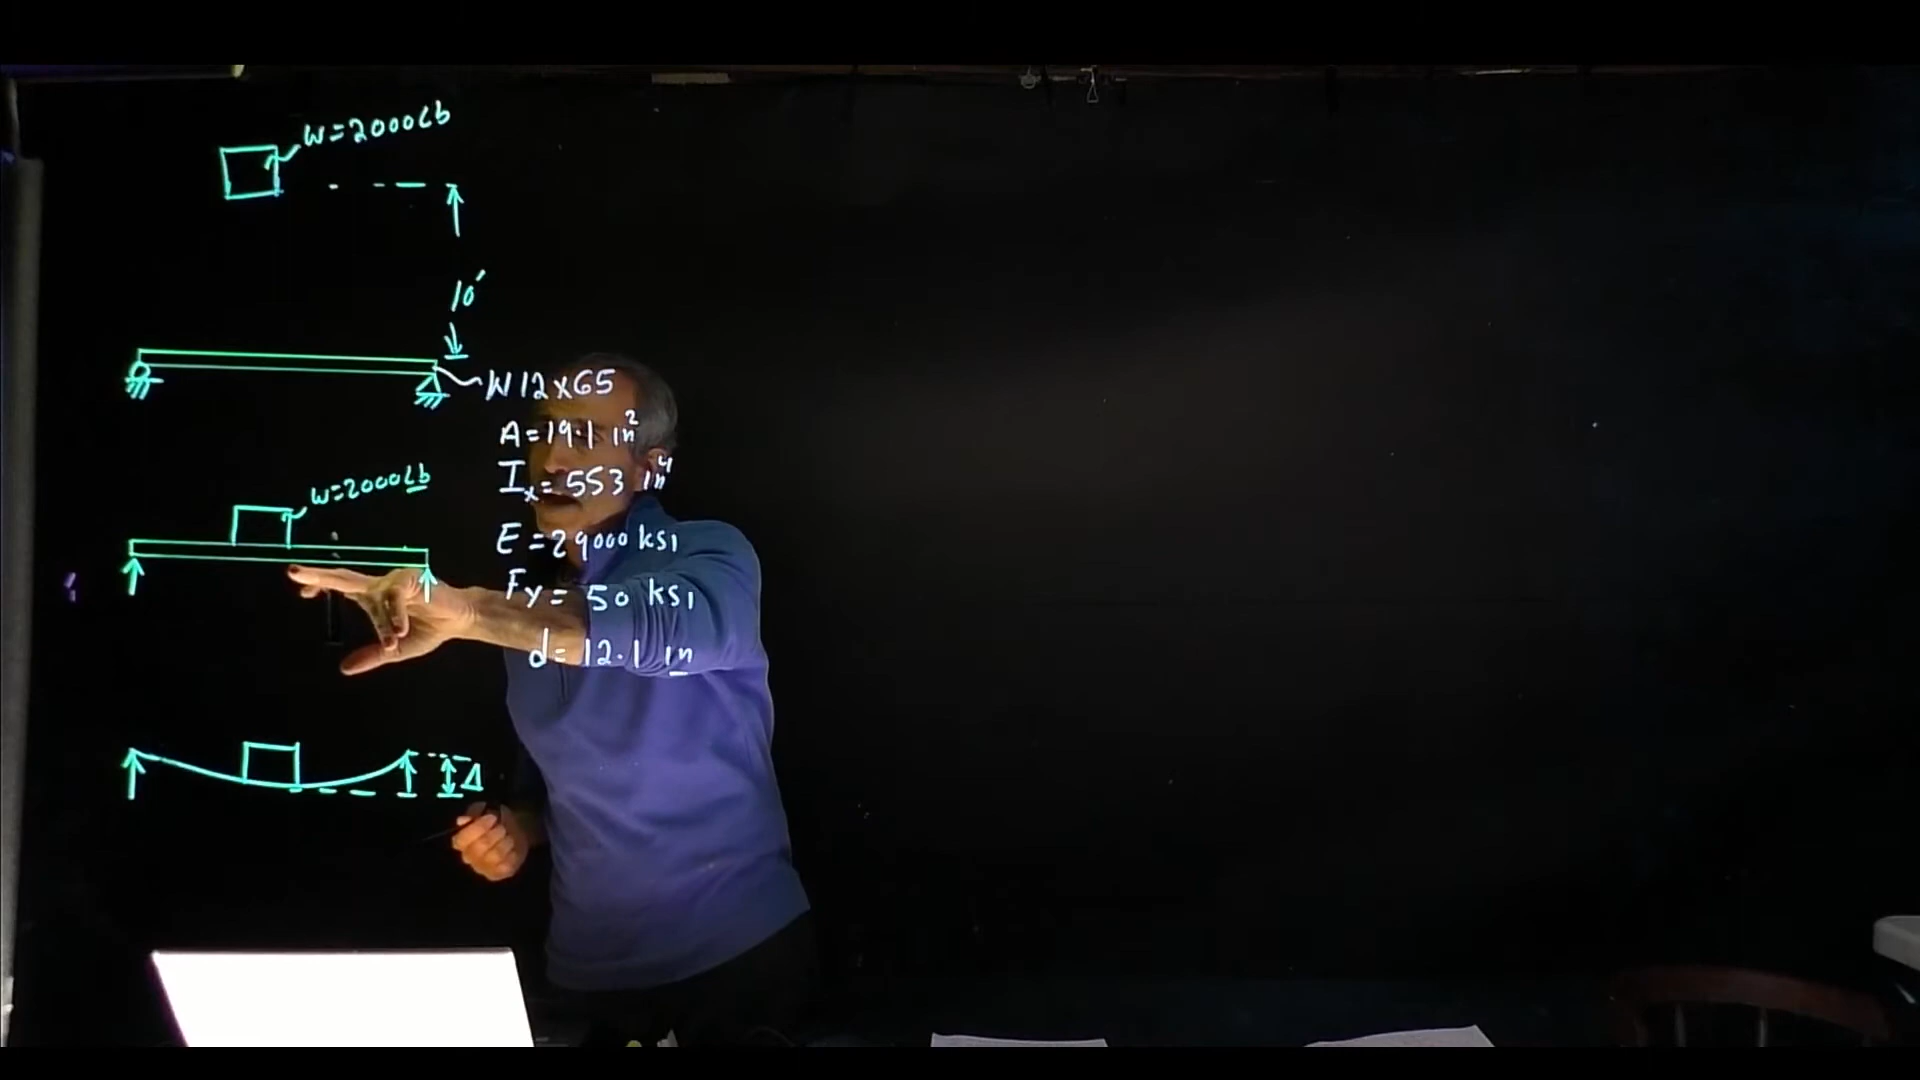 W=2000Lb
10'
W12x65
A=19.1 in²
Ix=553 in⁴
W=2000Lb
E=29000 ksi
Fy=50 ksi
d=12.1 in
Δ